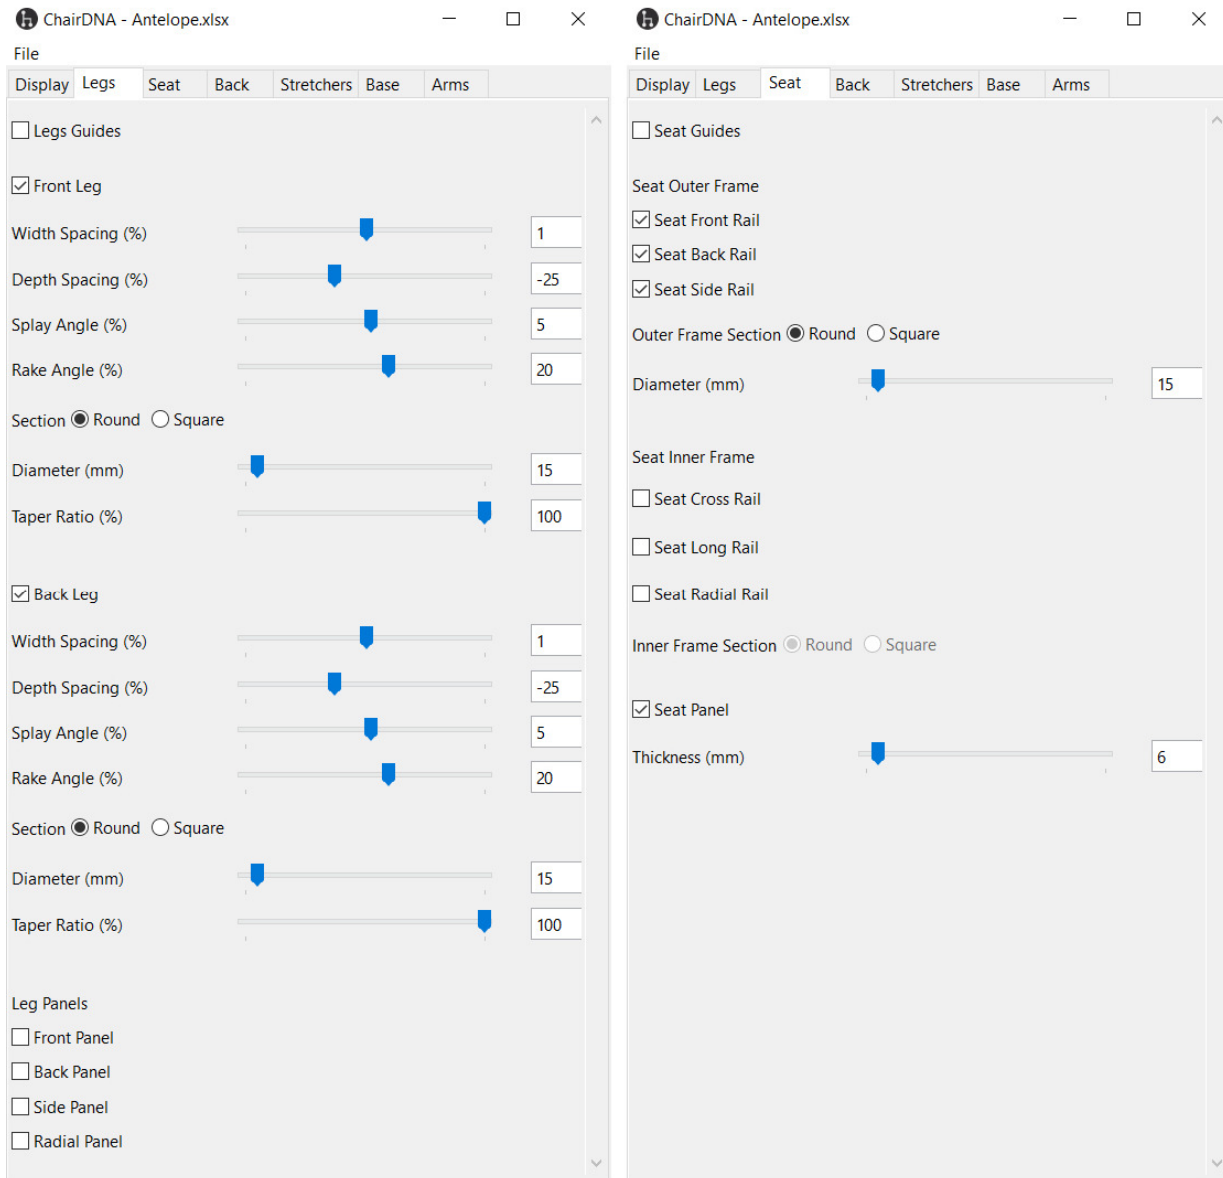 ChairDNA - Antelope.xlsx
File
Display Legs Seat Back Stretchers Base Arms
Legs Guides
Front Leg
Width Spacing (%) 1
Depth Spacing (%) -25
Splay Angle (%) 5
Rake Angle (%) 20
Section Round Square
Diameter (mm) 15
Taper Ratio (%) 100
Back Leg
Width Spacing (%) 1
Depth Spacing (%) -25
Splay Angle (%) 5
Rake Angle (%) 20
Section Round Square
Diameter (mm) 15
Taper Ratio (%) 100
Leg Panels
Front Panel
Back Panel
Side Panel
Radial Panel
ChairDNA - Antelope.xlsx
File
Display Legs Seat Back Stretchers Base Arms
Seat Guides
Seat Outer Frame
Seat Front Rail
Seat Back Rail
Seat Side Rail
Outer Frame Section Round Square
Diameter (mm) 15
Seat Inner Frame
Seat Cross Rail
Seat Long Rail
Seat Radial Rail
Inner Frame Section Round Square
Seat Panel
Thickness (mm) 6